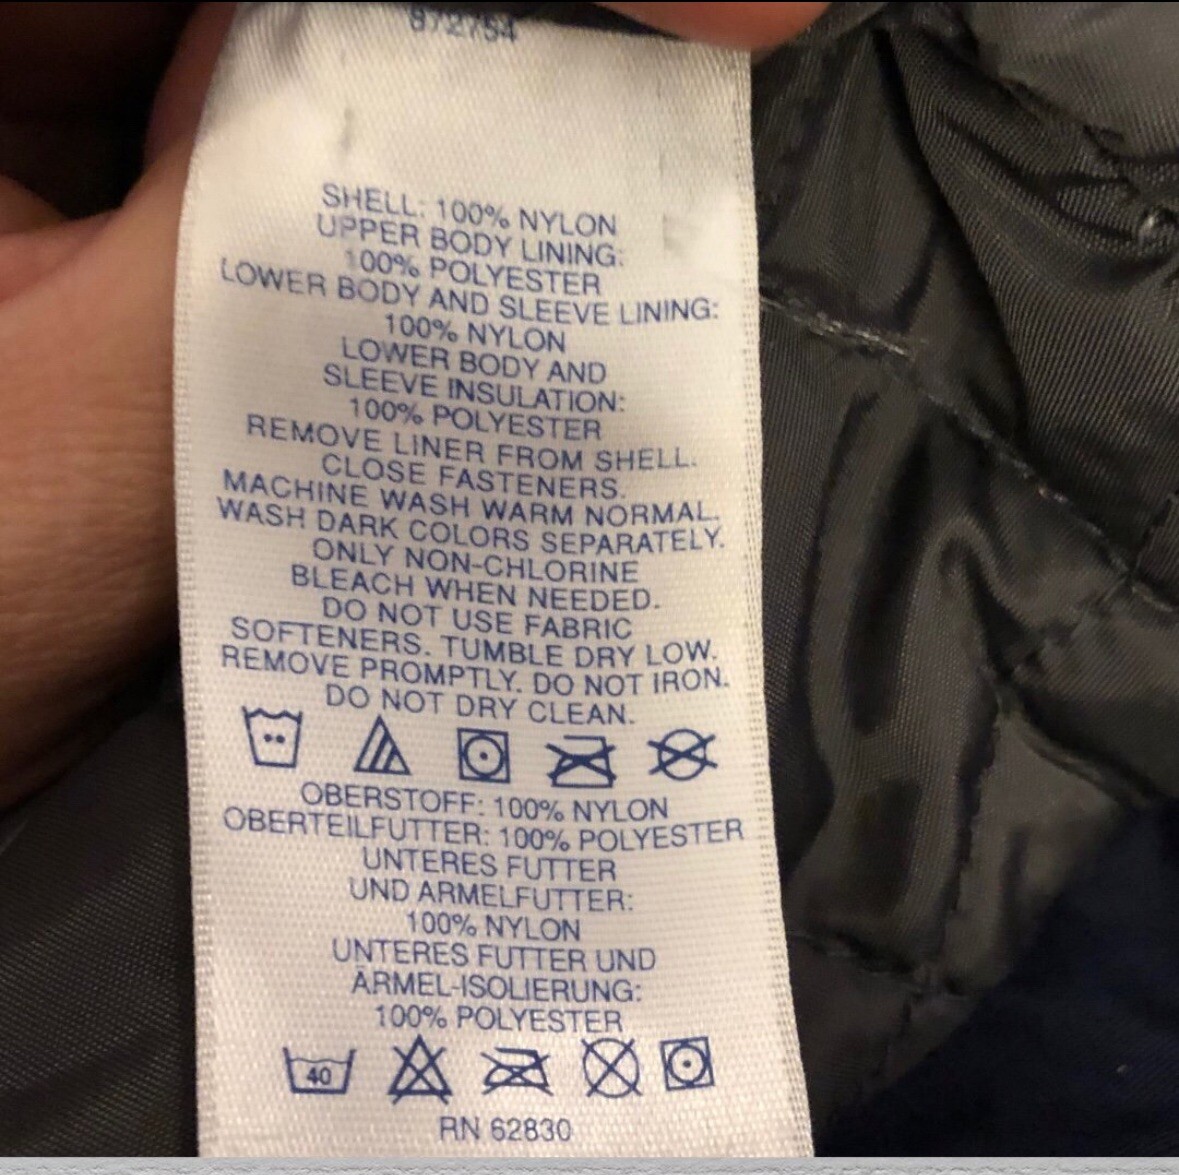 872754
SHELL: 100% NYLON
UPPER BODY LINING:
100% POLYESTER
LOWER BODY AND SLEEVE LINING:
100% NYLON
LOWER BODY AND
SLEEVE INSULATION:
100% POLYESTER
REMOVE LINER FROM SHELL.
CLOSE FASTENERS.
MACHINE WASH WARM NORMAL.
WASH DARK COLORS SEPARATELY.
ONLY NON-CHLORINE
BLEACH WHEN NEEDED.
DO NOT USE FABRIC
SOFTENERS. TUMBLE DRY LOW.
REMOVE PROMPTLY. DO NOT IRON.
DO NOT DRY CLEAN.
OBERSTOFF: 100% NYLON
OBERTEILFUTTER: 100% POLYESTER
UNTERES FUTTER
UND ARMELFUTTER:
100% NYLON
UNTERES FUTTER UND
ÄRMEL-ISOLIERUNG:
100% POLYESTER
40
RN 62830